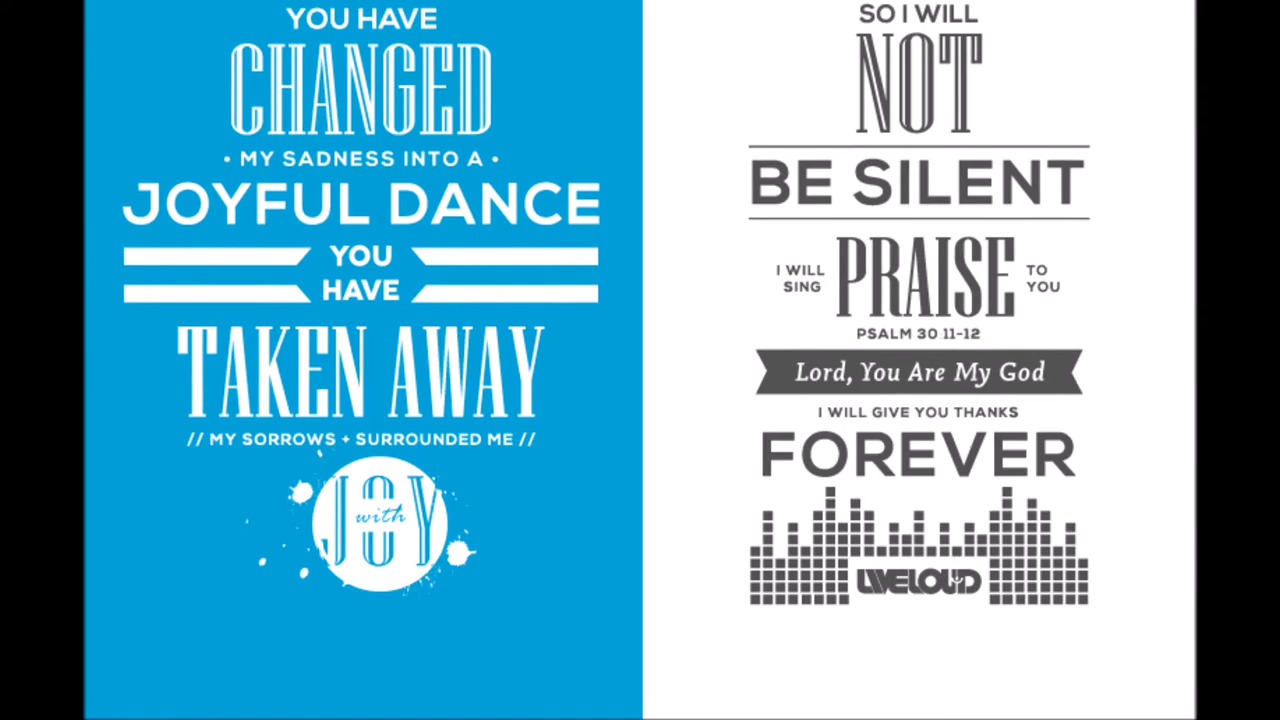 YOU HAVE
CHANGED
• MY SADNESS INTO A •
JOYFUL DANCE
YOU
HAVE
TAKEN AWAY
// MY SORROWS + SURROUNDED ME //
with
JOY
SO I WILL
NOT
BE SILENT
I WILL
SING
PRAISE
TO
YOU
PSALM 30 11-12
Lord, You Are My God
I WILL GIVE YOU THANKS
FOREVER
LIVELOUD